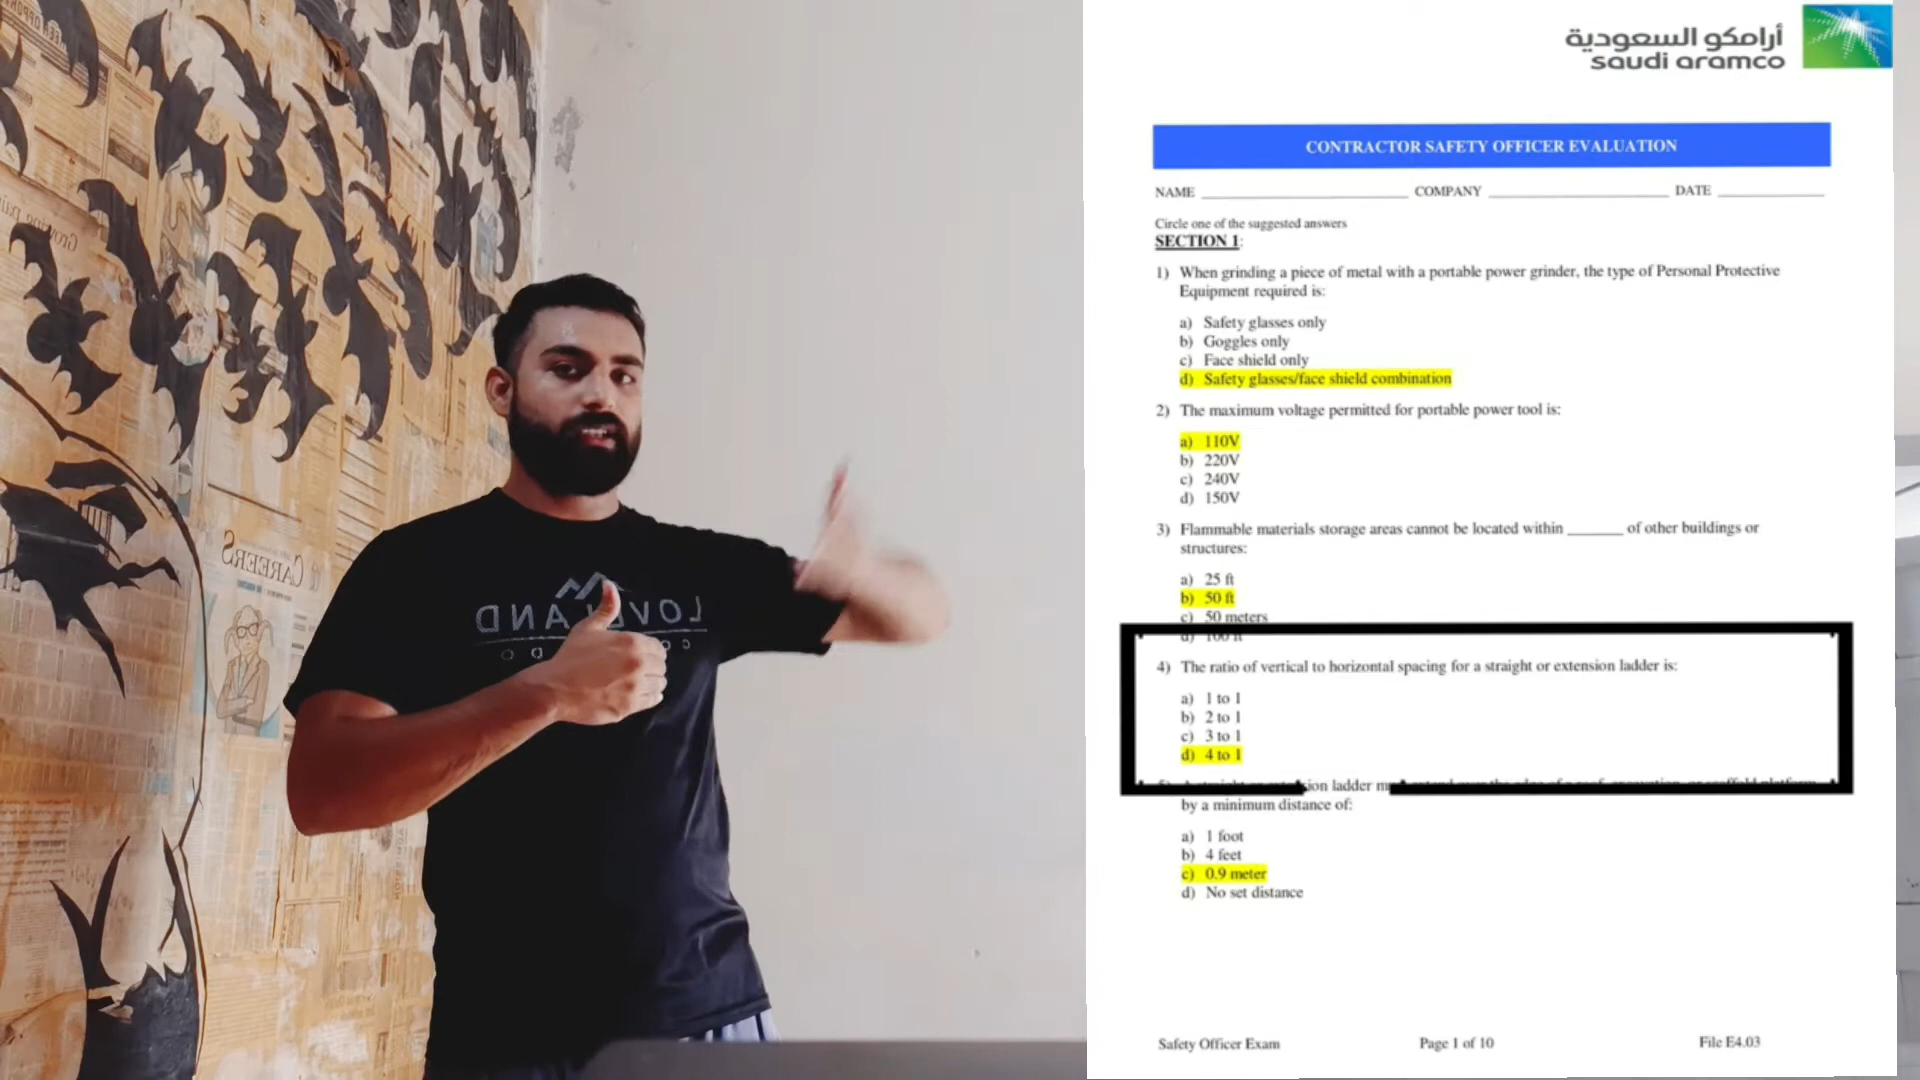 CAREERS
LOVELAND
أرامكو السعودية
saudi aramco
CONTRACTOR SAFETY OFFICER EVALUATION
NAME COMPANY DATE
Circle one of the suggested answers
SECTION 1:
1) When grinding a piece of metal with a portable power grinder, the type of Personal Protective
Equipment required is:
a) Safety glasses only
b) Goggles only
c) Face shield only
d) Safety glasses/face shield combination
2) The maximum voltage permitted for portable power tool is:
a) 110V
b) 220V
c) 240V
d) 150V
3) Flammable materials storage areas cannot be located within _______ of other buildings or
structures:
a) 25 ft
b) 50 ft
c) 50 meters
d) 100 ft
4) The ratio of vertical to horizontal spacing for a straight or extension ladder is:
a) 1 to 1
b) 2 to 1
c) 3 to 1
d) 4 to 1
ladder
by a minimum distance of:
a) 1 foot
b) 4 feet
c) 0.9 meter
d) No set distance
Safety Officer Exam Page 1 of 10 File E4.03